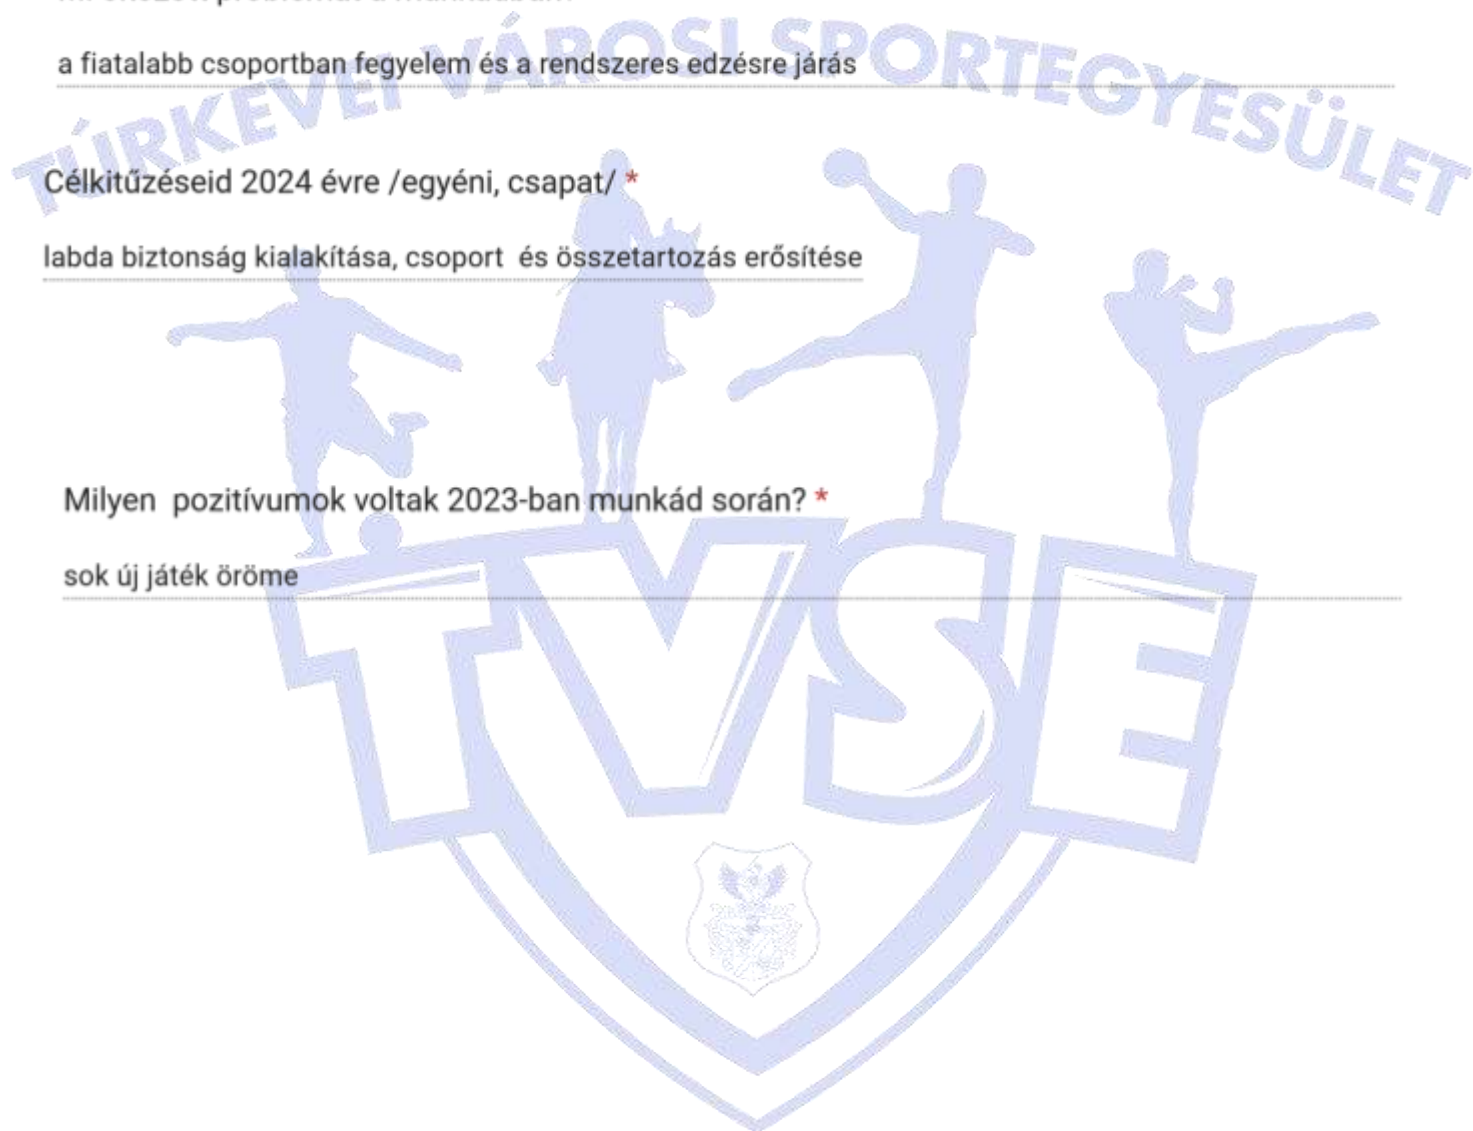 a fiatalabb csoportban fegyelem és a rendszeres edzésre járás
TÚRKEVEI VÁROSI SPORTEGYESÜLET
Célkitűzéseid 2024 évre /egyéni, csapat/ *
labda biztonság kialakítása, csoport és összetartozás erősítése
Milyen pozitívumok voltak 2023-ban munkád során? *
sok új játék öröme
TVSE